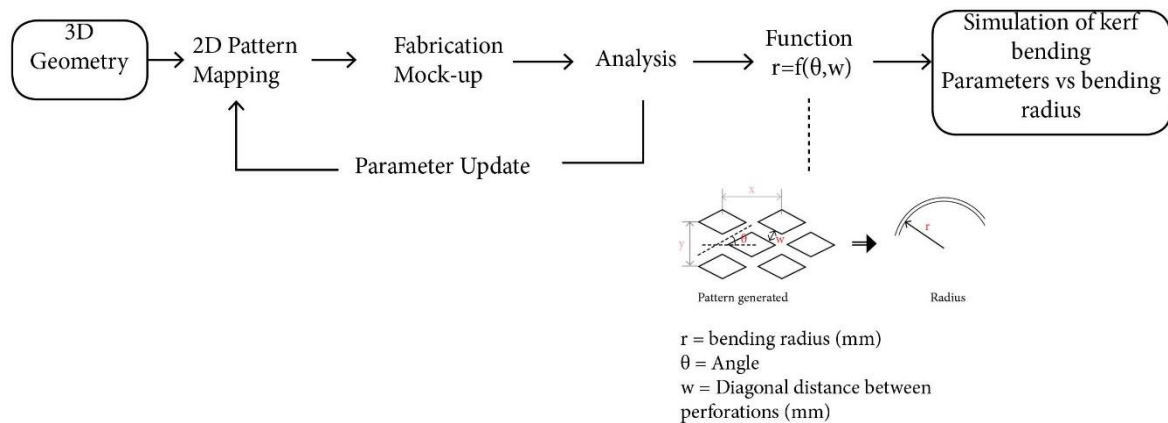 3D
Geometry
2D Pattern
Mapping
Fabrication
Mock-up
Analysis
Function
r=f(θ,w)
Simulation of kerf
bending
Parameters vs bending
radius
Parameter Update
x
y
θ
w
r
Pattern generated
Radius
r = bending radius (mm)
θ = Angle
w = Diagonal distance between
perforations (mm)